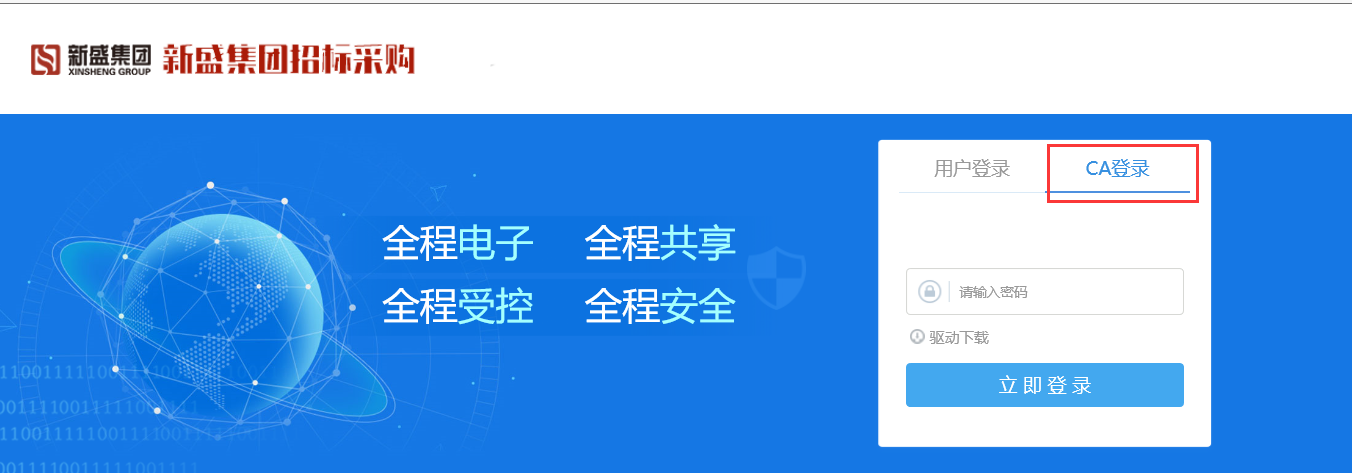 新盛集团 新盛集团招标采购
XINSHENG GROUP
用户登录 CA登录
全程电子 全程共享
全程受控 全程安全
请输入密码
驱动下载
立即登录